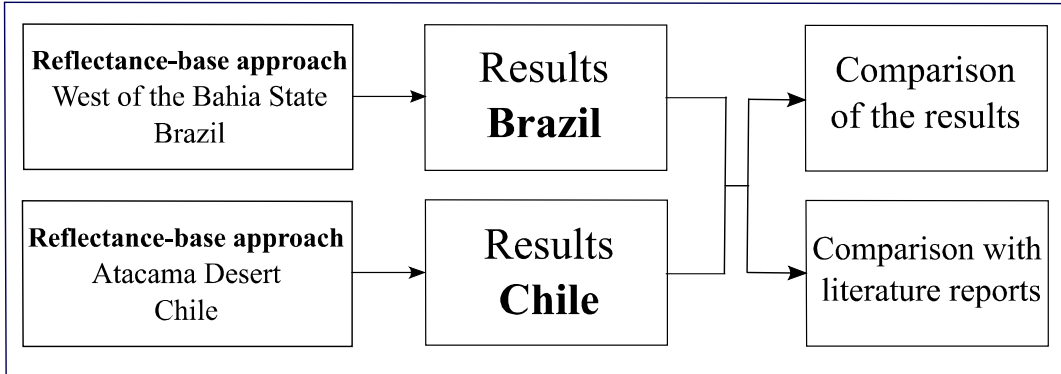 Reflectance-base approach
West of the Bahia State
Brazil
Results
Brazil
Comparison
of the results
Reflectance-base approach
Atacama Desert
Chile
Results
Chile
Comparison with
literature reports